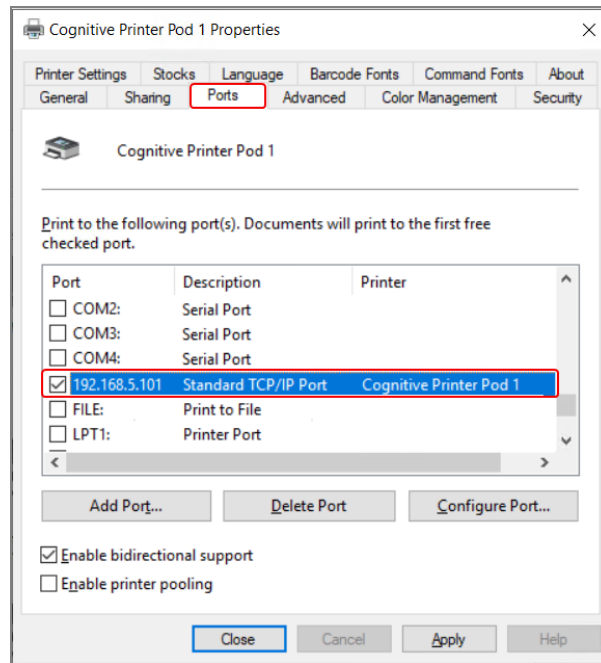 Cognitive Printer Pod 1 Properties
Printer Settings Stocks Language Barcode Fonts Command Fonts About
General Sharing Ports Advanced Color Management Security
Cognitive Printer Pod 1
Print to the following port(s). Documents will print to the first free
checked port.
Port Description Printer
COM2: Serial Port
COM3: Serial Port
COM4: Serial Port
192.168.5.101 Standard TCP/IP Port Cognitive Printer Pod 1
FILE: Print to File
LPT1: Printer Port
Add Port... Delete Port Configure Port...
Enable bidirectional support
Enable printer pooling
Close Cancel Apply Help